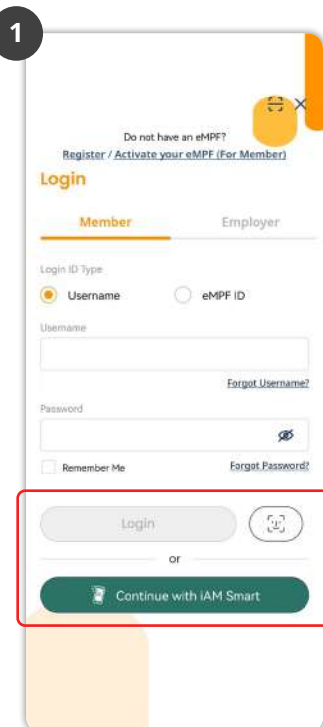 1
Do not have an eMPF?
Register / Activate your eMPF (For Member)
Login
Member Employer
Login ID Type
Username eMPF ID
Username
Forgot Username?
Password
Remember Me Forgot Password?
Login
or
Continue with iAM Smart